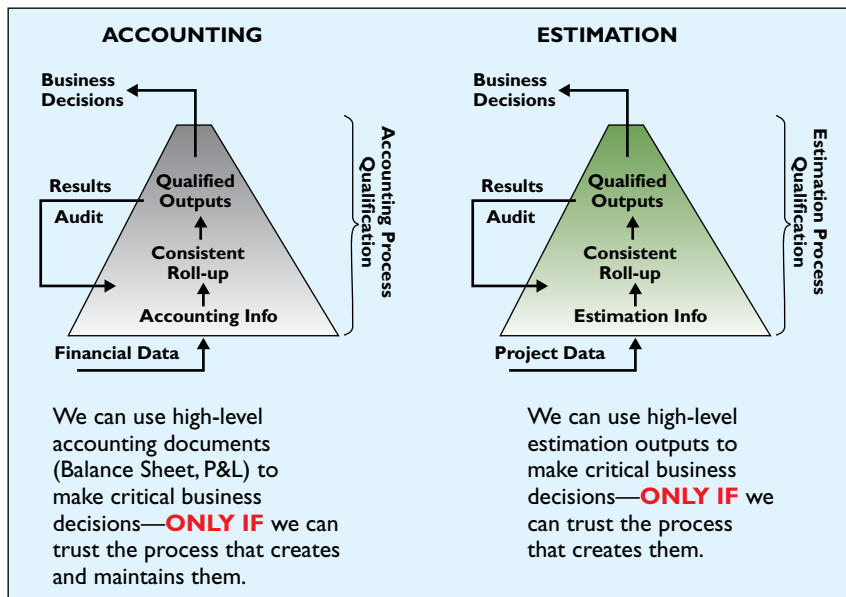 ACCOUNTING
Business
Decisions
Qualified
Outputs
Results
Audit
Consistent
Roll-up
Accounting Info
Financial Data
Accounting Process
Qualification
We can use high-level
accounting documents
(Balance Sheet, P&L) to
make critical business
decisions—ONLY IF we can
trust the process that creates
and maintains them.
ESTIMATION
Business
Decisions
Qualified
Outputs
Results
Audit
Consistent
Roll-up
Estimation Info
Project Data
Estimation Process
Qualification
We can use high-level
estimation outputs to
make critical business
decisions—ONLY IF we
can trust the process
that creates them.